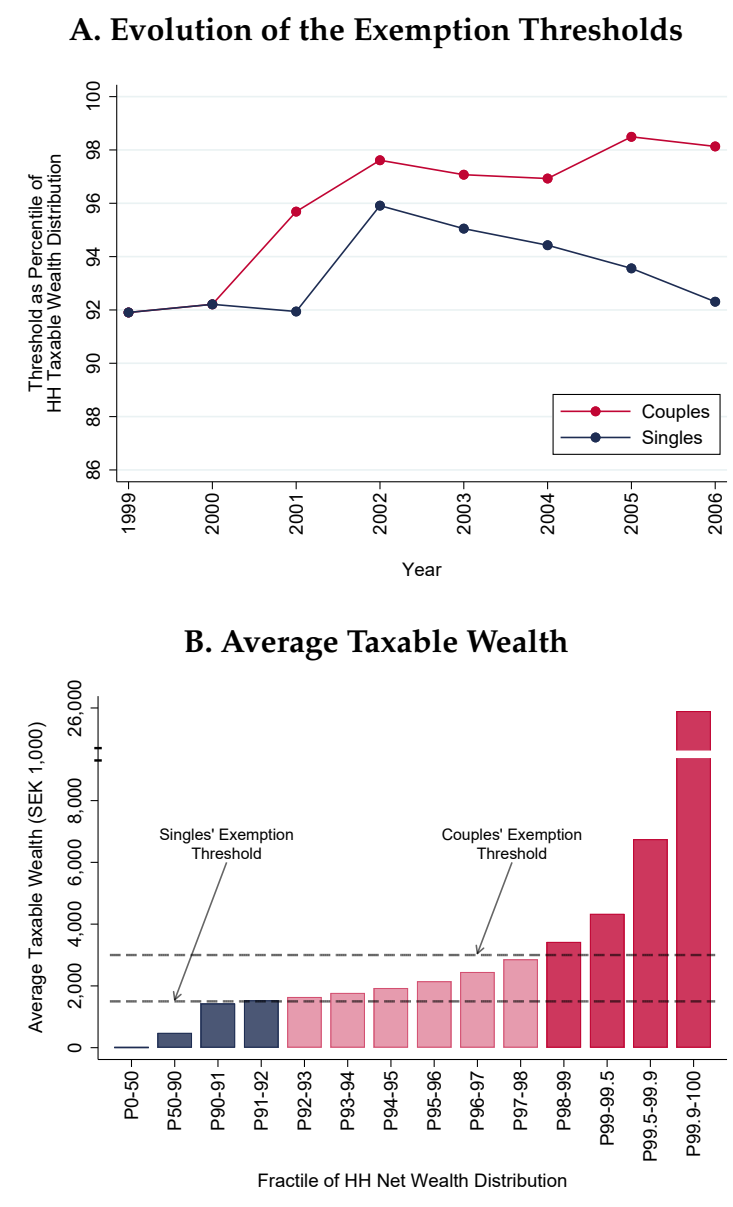 A. Evolution of the Exemption Thresholds
Threshold as Percentile of
HH Taxable Wealth Distribution
100
98
96
94
92
90
88
86
Couples
Singles
1999
2000
2001
2002
2003
2004
2005
2006
Year
B. Average Taxable Wealth
Average Taxable Wealth (SEK 1,000)
26,000
8,000
6,000
4,000
2,000
0
Singles' Exemption
Threshold
Couples' Exemption
Threshold
P0-50
P50-90
P90-91
P91-92
P92-93
P93-94
P94-95
P95-96
P96-97
P97-98
P98-99
P99-99.5
P99.5-99.9
P99.9-100
Fractile of HH Net Wealth Distribution